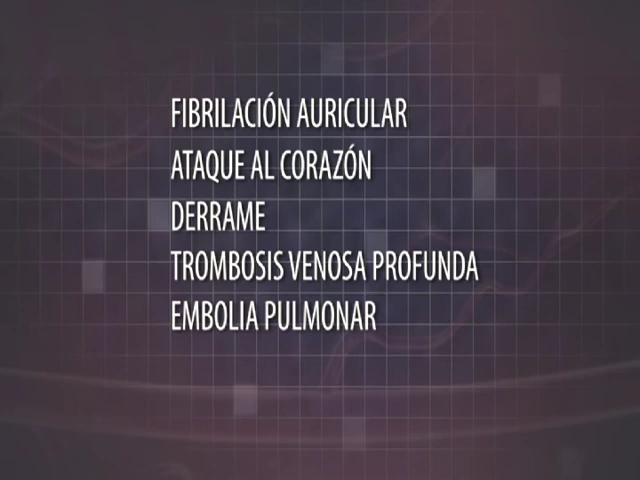 FIBRILACIÓN AURICULAR
ATAQUE AL CORAZÓN
DERRAME
TROMBOSIS VENOSA PROFUNDA
EMBOLIA PULMONAR